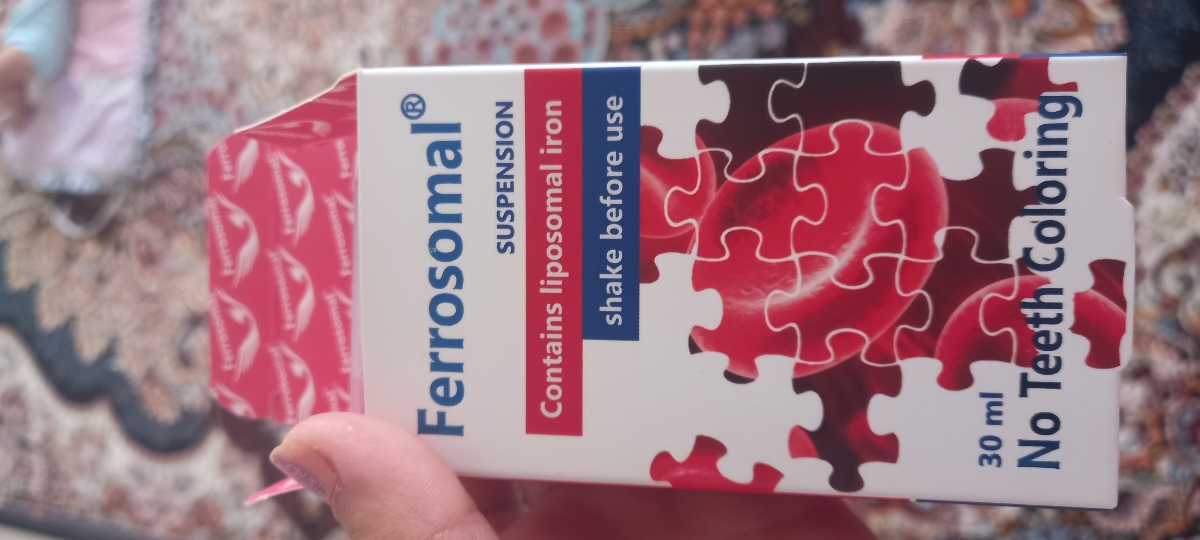 Ferrosomal®
SUSPENSION
Contains liposomal iron
shake before use
30 ml
No Teeth Coloring